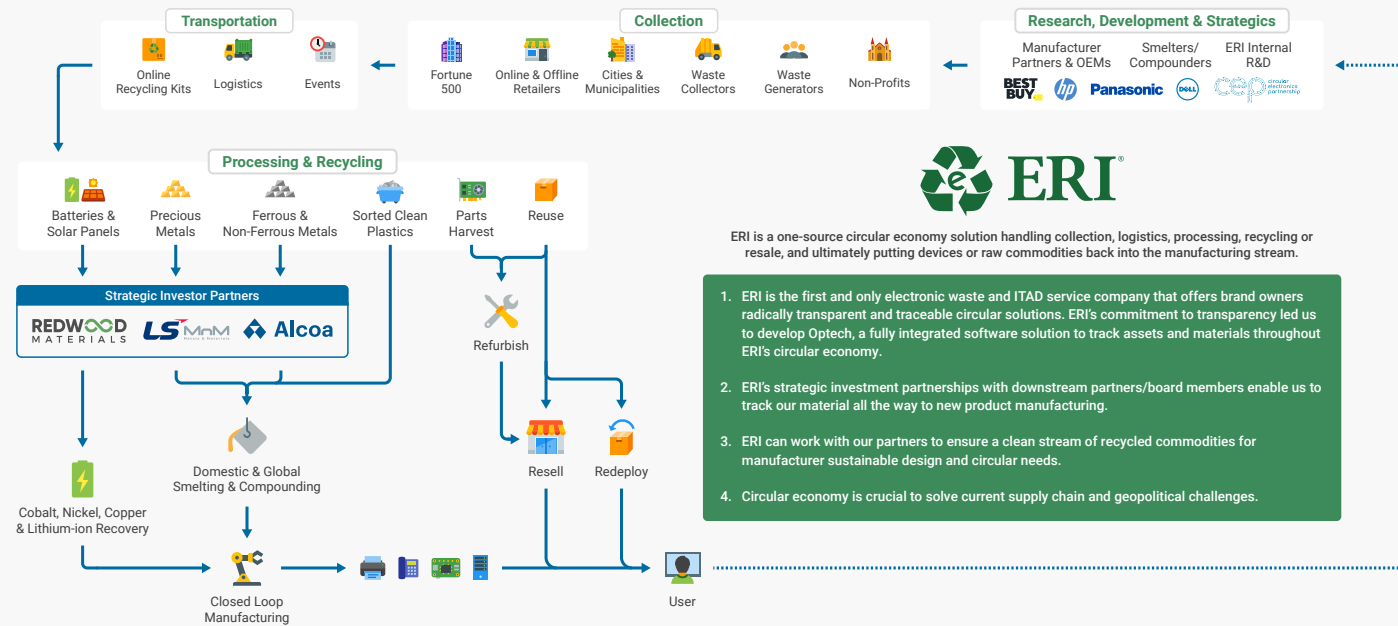 Transportation
Online
Recycling Kits
Logistics
Events
Collection
Fortune
500
Online & Offline
Retailers
Cities &
Municipalities
Waste
Collectors
Waste
Generators
Non-Profits
Research, Development & Strategics
Manufacturer
Partners & OEMs
Smelters/
Compounders
ERI Internal
R&D
BEST
BUY
hp
Panasonic
DELL
cep
circular
electronics
partnership
Processing & Recycling
Batteries &
Solar Panels
Precious
Metals
Ferrous &
Non-Ferrous Metals
Sorted Clean
Plastics
Parts
Harvest
Reuse
Strategic Investor Partners
REDWOOD
MATERIALS
LS MnM
Metals & Materials
Alcoa
Refurbish
Domestic & Global
Smelting & Compounding
Resell
Redeploy
Cobalt, Nickel, Copper
& Lithium-ion Recovery
Closed Loop
Manufacturing
User
e ERI®
ERI is a one-source circular economy solution handling collection, logistics, processing, recycling or
resale, and ultimately putting devices or raw commodities back into the manufacturing stream.
1. ERI is the first and only electronic waste and ITAD service company that offers brand owners
radically transparent and traceable circular solutions. ERI's commitment to transparency led us
to develop Optech, a fully integrated software solution to track assets and materials throughout
ERI's circular economy.
2. ERI's strategic investment partnerships with downstream partners/board members enable us to
track our material all the way to new product manufacturing.
3. ERI can work with our partners to ensure a clean stream of recycled commodities for
manufacturer sustainable design and circular needs.
4. Circular economy is crucial to solve current supply chain and geopolitical challenges.